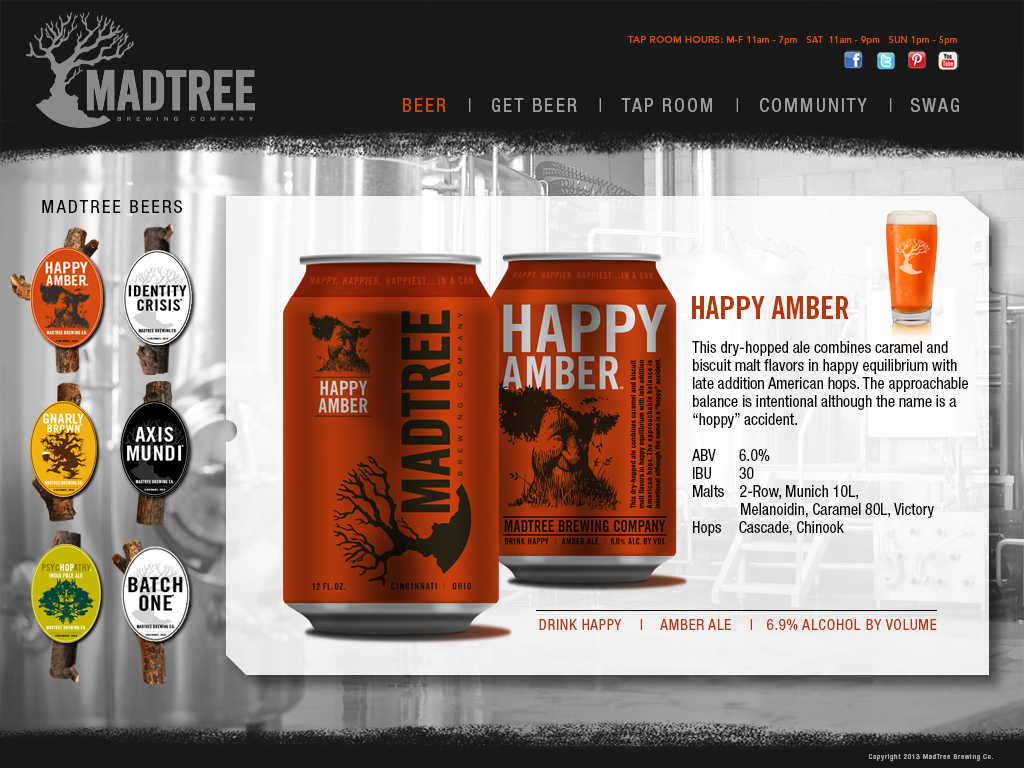 TAP ROOM HOURS: M-F 11am - 7pm SAT 11am - 9pm SUN 1pm - 5pm
MADTREE
BREWING COMPANY
You
Tube
BEER | GET BEER | TAP ROOM | COMMUNITY | SWAG
MADTREE BEERS
HAPPY
AMBER.
MADTREE BREWING CO.
IDENTITY
CRISIS
MADTREE BREWING CO.
GNARLY
BROWN
MADTREE BREWING CO.
AXIS
MUNDI
MADTREE BREWING CO.
PSYCHOPATHY
INDIA PALE ALE
MADTREE BREWING CO.
BATCH
ONE
MADTREE BREWING CO.
HAPPY. HAPPIER. HAPPIEST...IN A CAN.
HAPPY
AMBER
MADTREE
BREWING COMPANY
12 FL. OZ.
CINCINNATI | OHIO
HAPPY. HAPPIER. HAPPIEST...IN A CAN.
HAPPY
AMBER.
This dry-hopped ale combines caramel and biscuit
malt flavors in happy equilibrium with late addition
American hops. The approachable balance is
intentional although the name is a "hoppy" accident.
MADTREE BREWING COMPANY
DRINK HAPPY | AMBER ALE | 6.0% ALC. BY VOL
HAPPY AMBER
This dry-hopped ale combines caramel and
biscuit malt flavors in happy equilibrium with
late addition American hops. The approachable
balance is intentional although the name is a
“hoppy” accident.
ABV 6.0%
IBU 30
Malts 2-Row, Munich 10L,
Melanoidin, Caramel 80L, Victory
Hops Cascade, Chinook
DRINK HAPPY | AMBER ALE | 6.9% ALCOHOL BY VOLUME
Copyright 2013 MadTree Brewing Co.